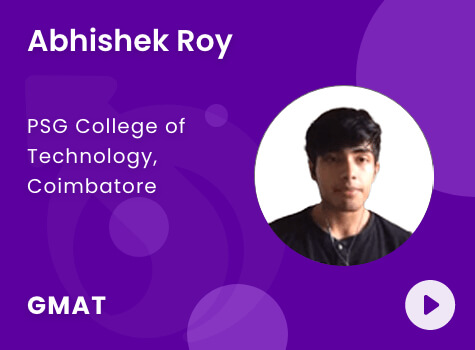 Abhishek Roy
PSG College of
Technology,
Coimbatore
GMAT